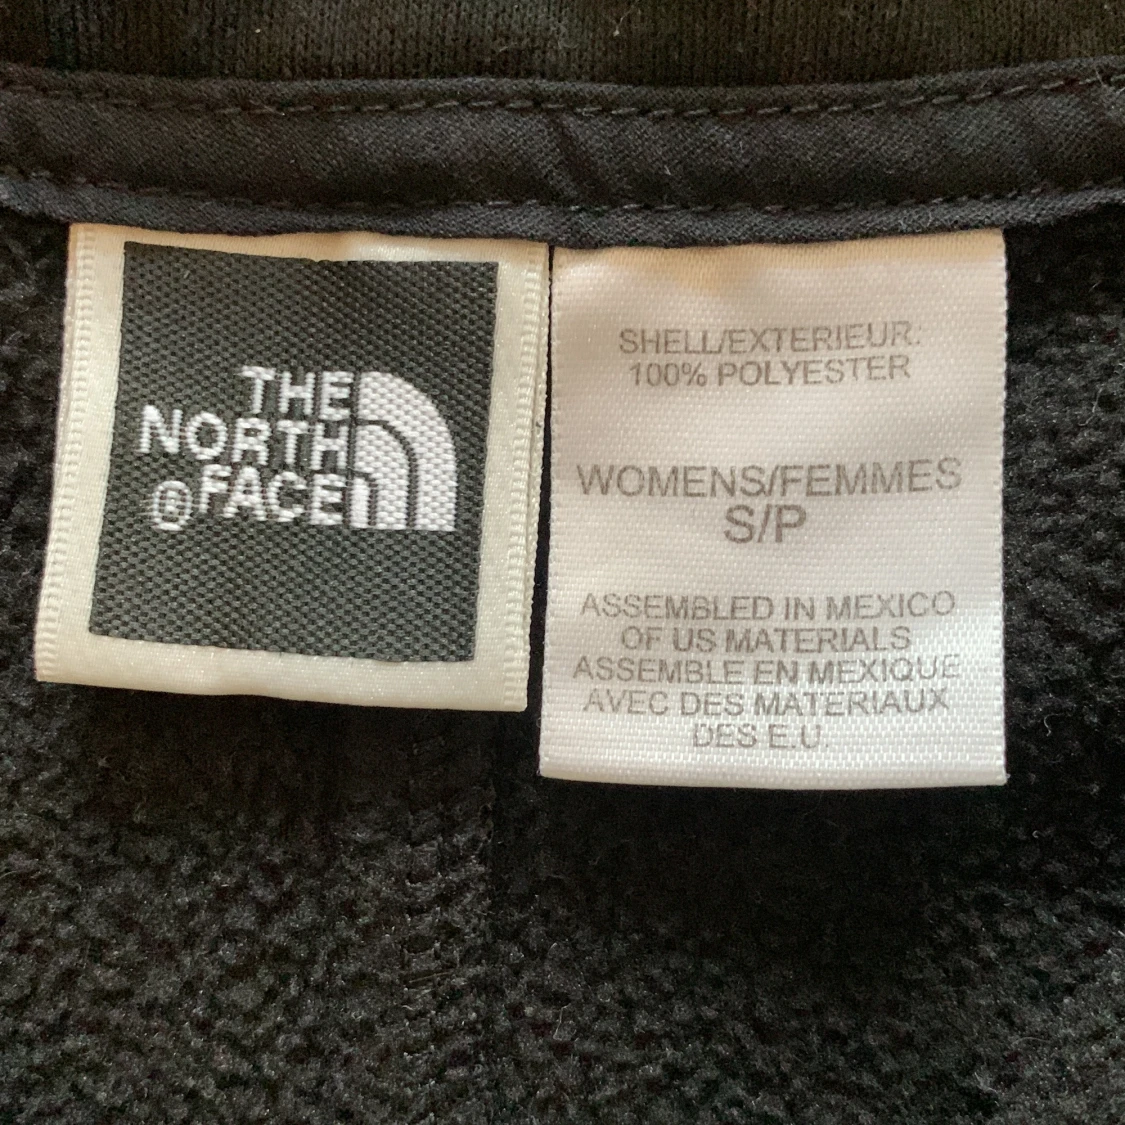 THE
NORTH
®FACE
SHELL/EXTERIEUR:
100% POLYESTER
WOMENS/FEMMES
S/P
ASSEMBLED IN MEXICO
OF US MATERIALS
ASSEMBLE EN MEXIQUE
AVEC DES MATERIAUX
DES E.U.